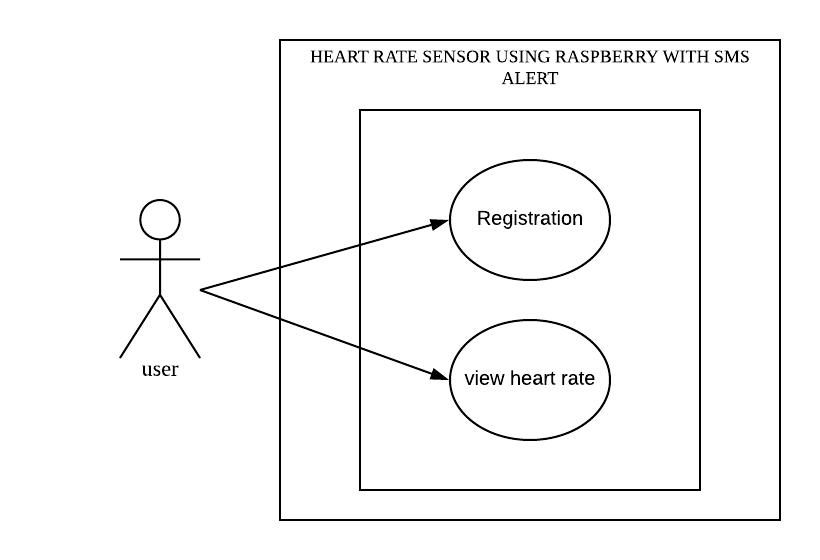 HEART RATE SENSOR USING RASPBERRY WITH SMS
ALERT
Registration
view heart rate
user